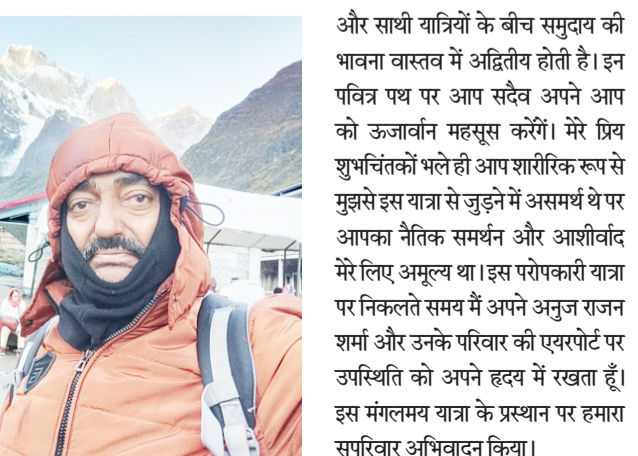 और साथी यात्रियों के बीच समुदाय की
भावना वास्तव में अद्वितीय होती है। इन
पवित्र पथ पर आप सदैव अपने आप
को ऊजार्वान महसूस करेंगें। मेरे प्रिय
शुभचिंतकों भले ही आप शारीरिक रूप से
मुझसे इस यात्रा से जुड़ने में असमर्थ थे पर
आपका नैतिक समर्थन और आशीर्वाद
मेरे लिए अमूल्य था। इस परोपकारी यात्रा
पर निकलते समय मैं अपने अनुज राजन
शर्मा और उनके परिवार की एयरपोर्ट पर
उपस्थिति को अपने हृदय में रखता हूँ।
इस मंगलमय यात्रा के प्रस्थान पर हमारा
सपरिवार अभिवादन किया।